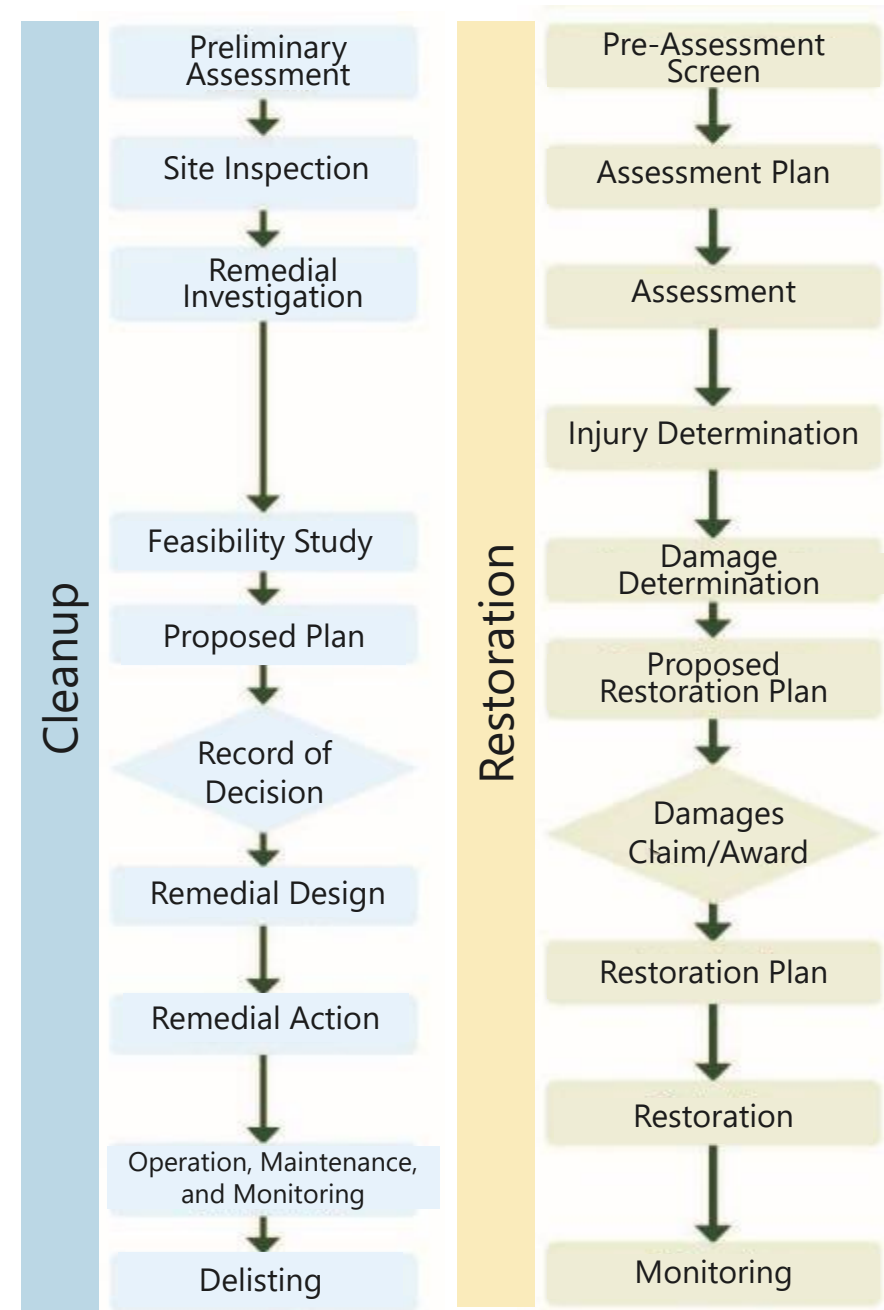 Cleanup
Preliminary
Assessment
Site Inspection
Remedial
Investigation
Feasibility Study
Proposed Plan
Record of
Decision
Remedial Design
Remedial Action
Operation, Maintenance,
and Monitoring
Delisting
Restoration
Pre-Assessment
Screen
Assessment Plan
Assessment
Injury Determination
Damage
Determination
Proposed
Restoration Plan
Damages
Claim/Award
Restoration Plan
Restoration
Monitoring